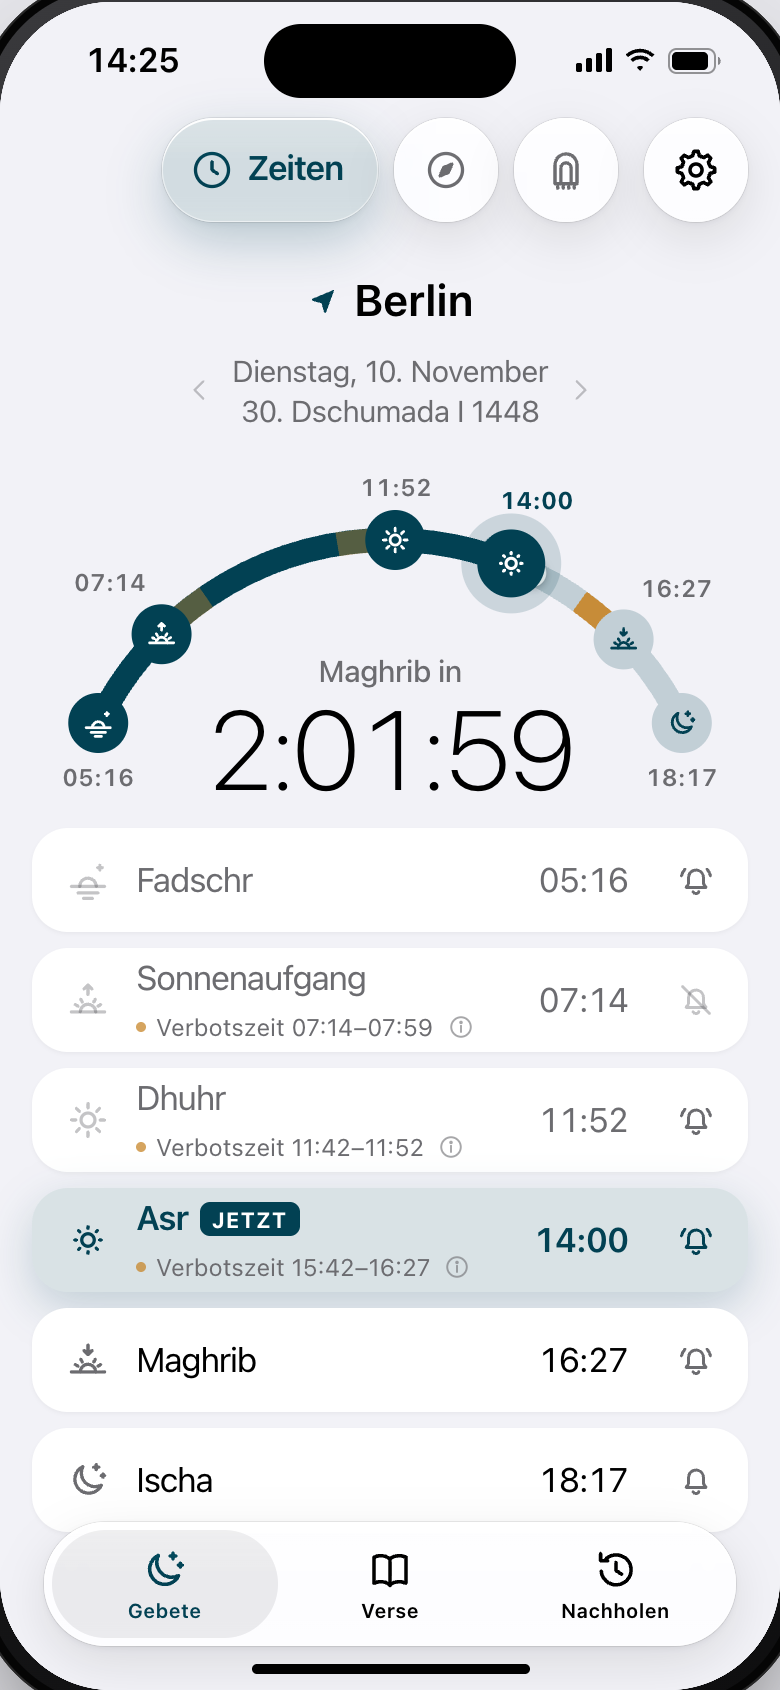 14:25
Zeiten
Berlin
Dienstag, 10. November
30. Dschumada I 1448
11:52
14:00
07:14
16:27
Maghrib in
2:01:59
05:16
18:17
Fadschr 05:16
Sonnenaufgang
07:14
Verbotszeit 07:14–07:59
Dhuhr
11:52
Verbotszeit 11:42–11:52
Asr JETZT
14:00
Verbotszeit 15:42–16:27
Maghrib 16:27
Ischa 18:17
Gebete Verse Nachholen